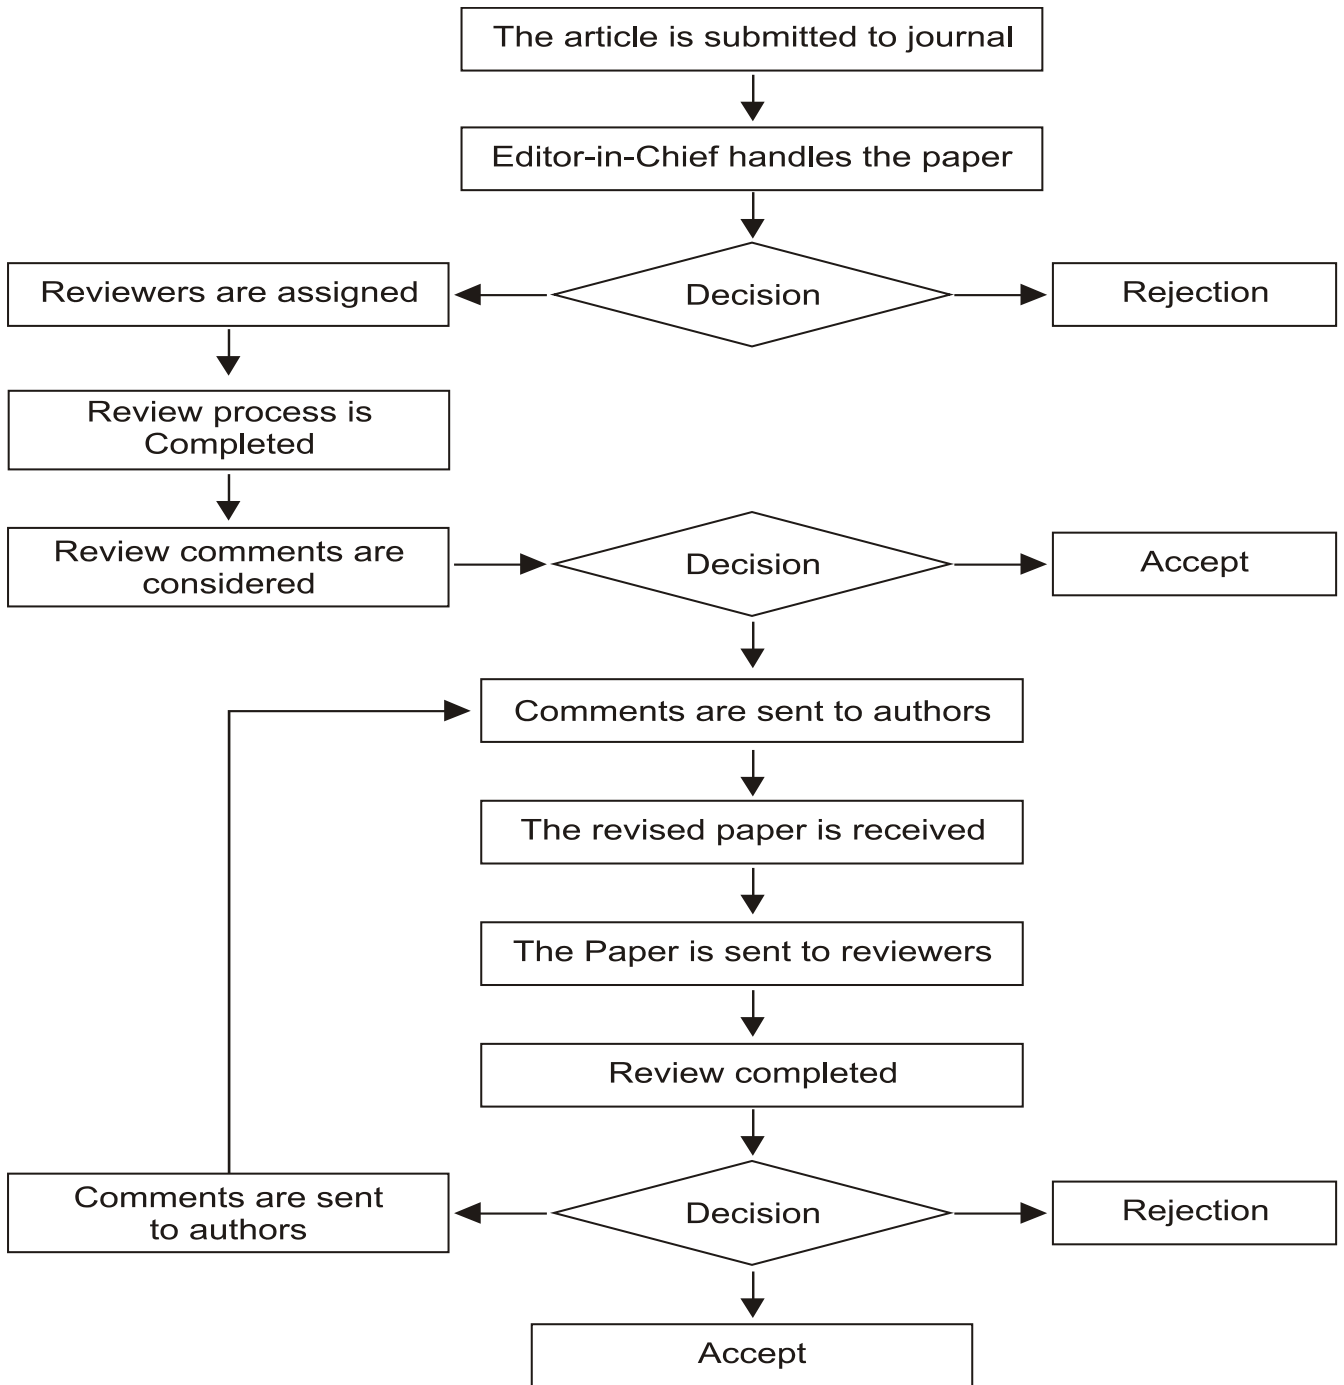 The article is submitted to journal
Editor-in-Chief handles the paper
Reviewers are assigned
Decision
Rejection
Review process is
Completed
Review comments are
considered
Decision
Accept
Comments are sent to authors
The revised paper is received
The Paper is sent to reviewers
Review completed
Comments are sent
to authors
Decision
Rejection
Accept